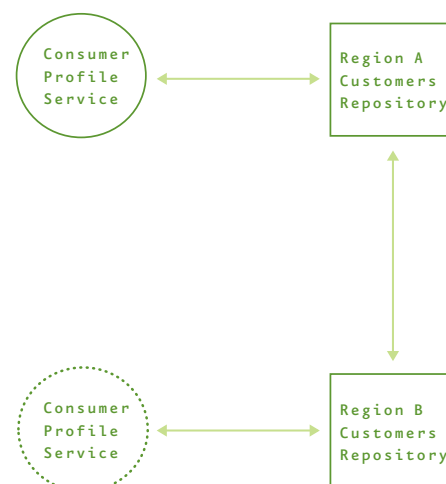 Consumer
Profile
Service
Region A
Customers
Repository
Consumer
Profile
Service
Region B
Customers
Repository